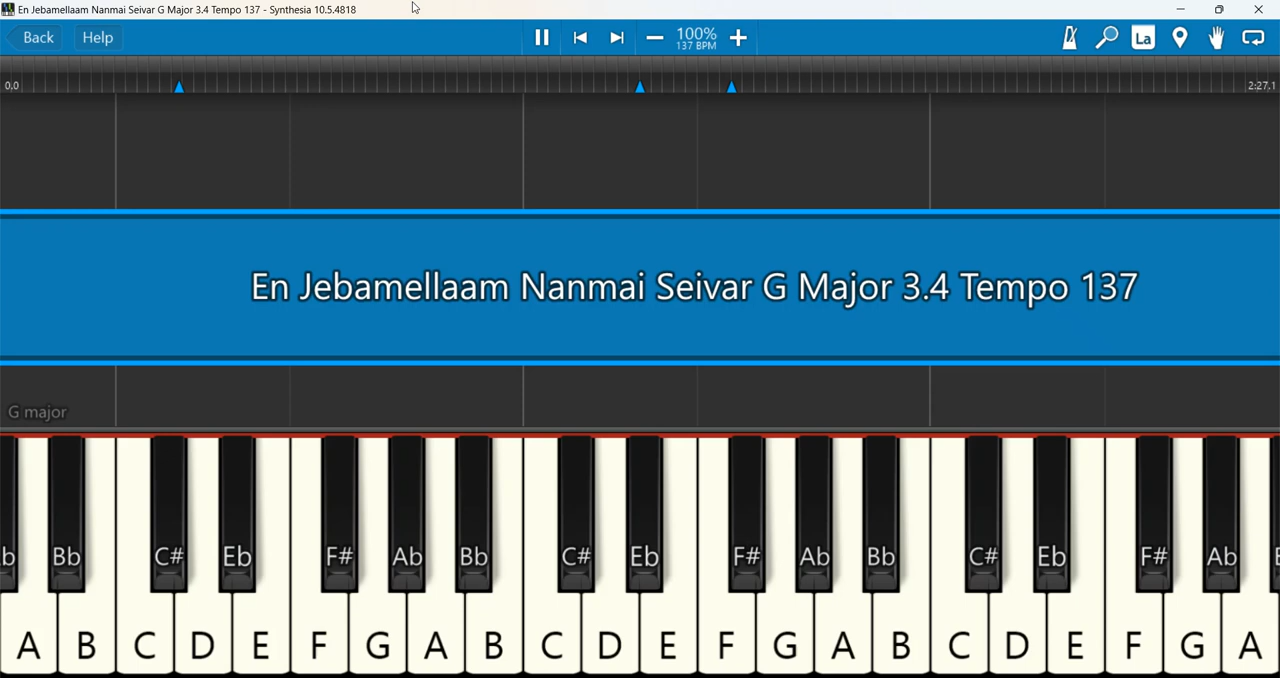 En Jebamellaam Nanmai Seivar G Major 3.4 Tempo 137 - Synthesia 10.5.4818
Back Help 100% La
137 BPM
0,0 2:27.1
En Jebamellaam Nanmai Seivar G Major 3.4 Tempo 137
G major
Bb C# Eb F# Ab Bb C# Eb F# Ab Bb C# Eb F# Ab
A B C D E F G A B C D E F G A B C D E F G A